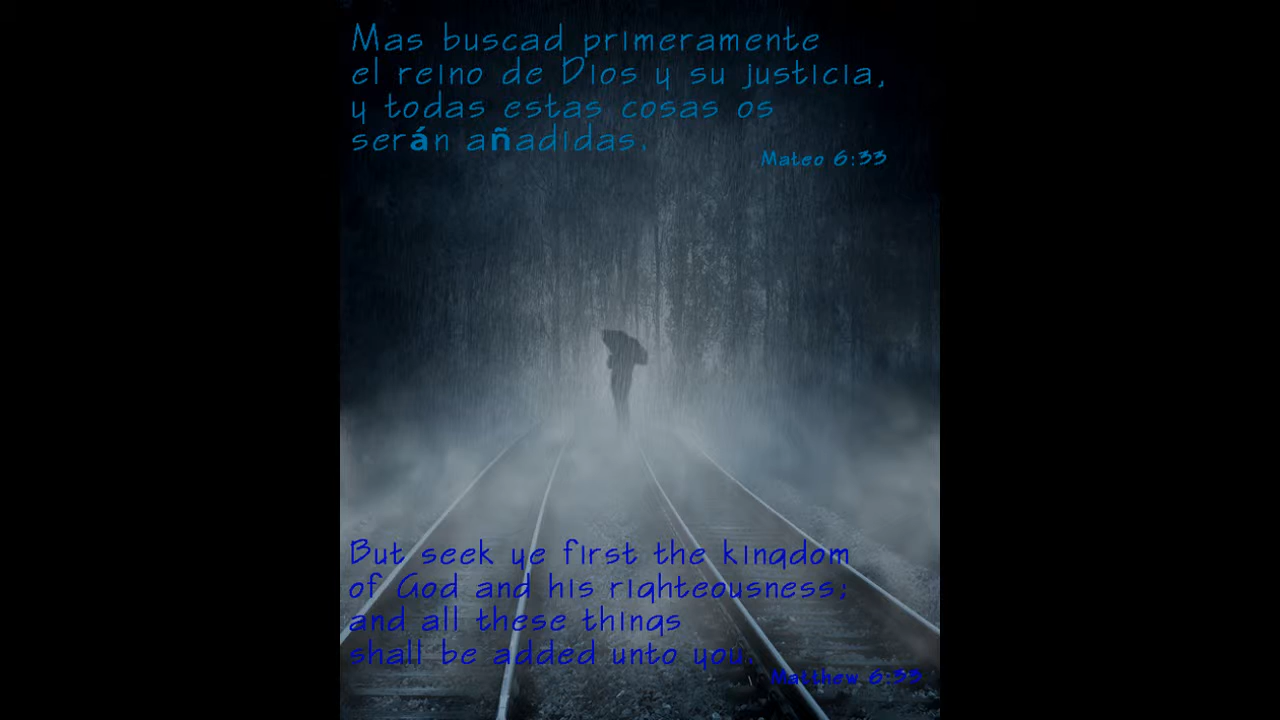 Mas buscad primeramente
el reino de Dios y su justicia,
y todas estas cosas os
serán añadidas.
Mateo 6:33
But seek ye first the kingdom
of God and his righteousness;
and all these things
shall be added unto you.
Matthew 6:33